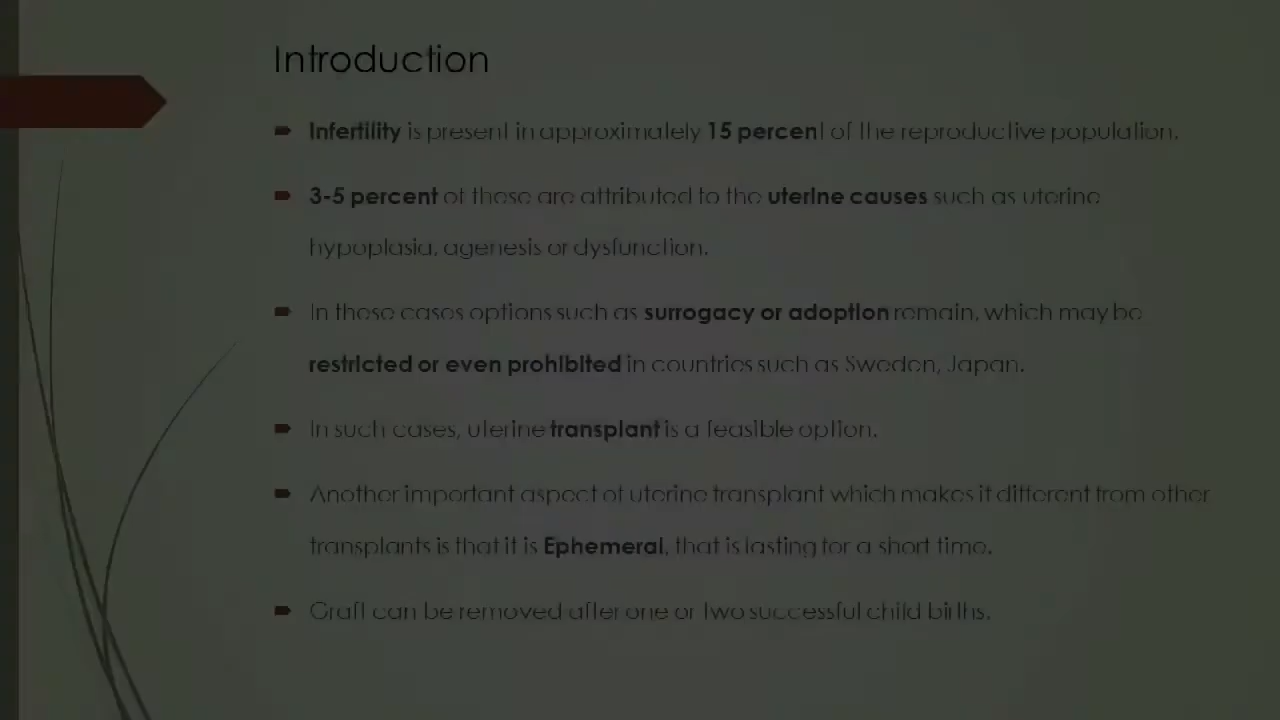 Introduction
Infertility is present in approximately 15 percent of the reproductive population.
3-5 percent of these are attributed to the uterine causes such as uterine
hypoplasia, agenesis or dysfunction.
In these cases options such as surrogacy or adoption remain, which may be
restricted or even prohibited in countries such as Sweden, Japan.
In such cases, uterine transplant is a feasible option.
Another important aspect of uterine transplant which makes it different from other
transplants is that it is Ephemeral, that is lasting for a short time.
Graft can be removed after one or two successful child births.